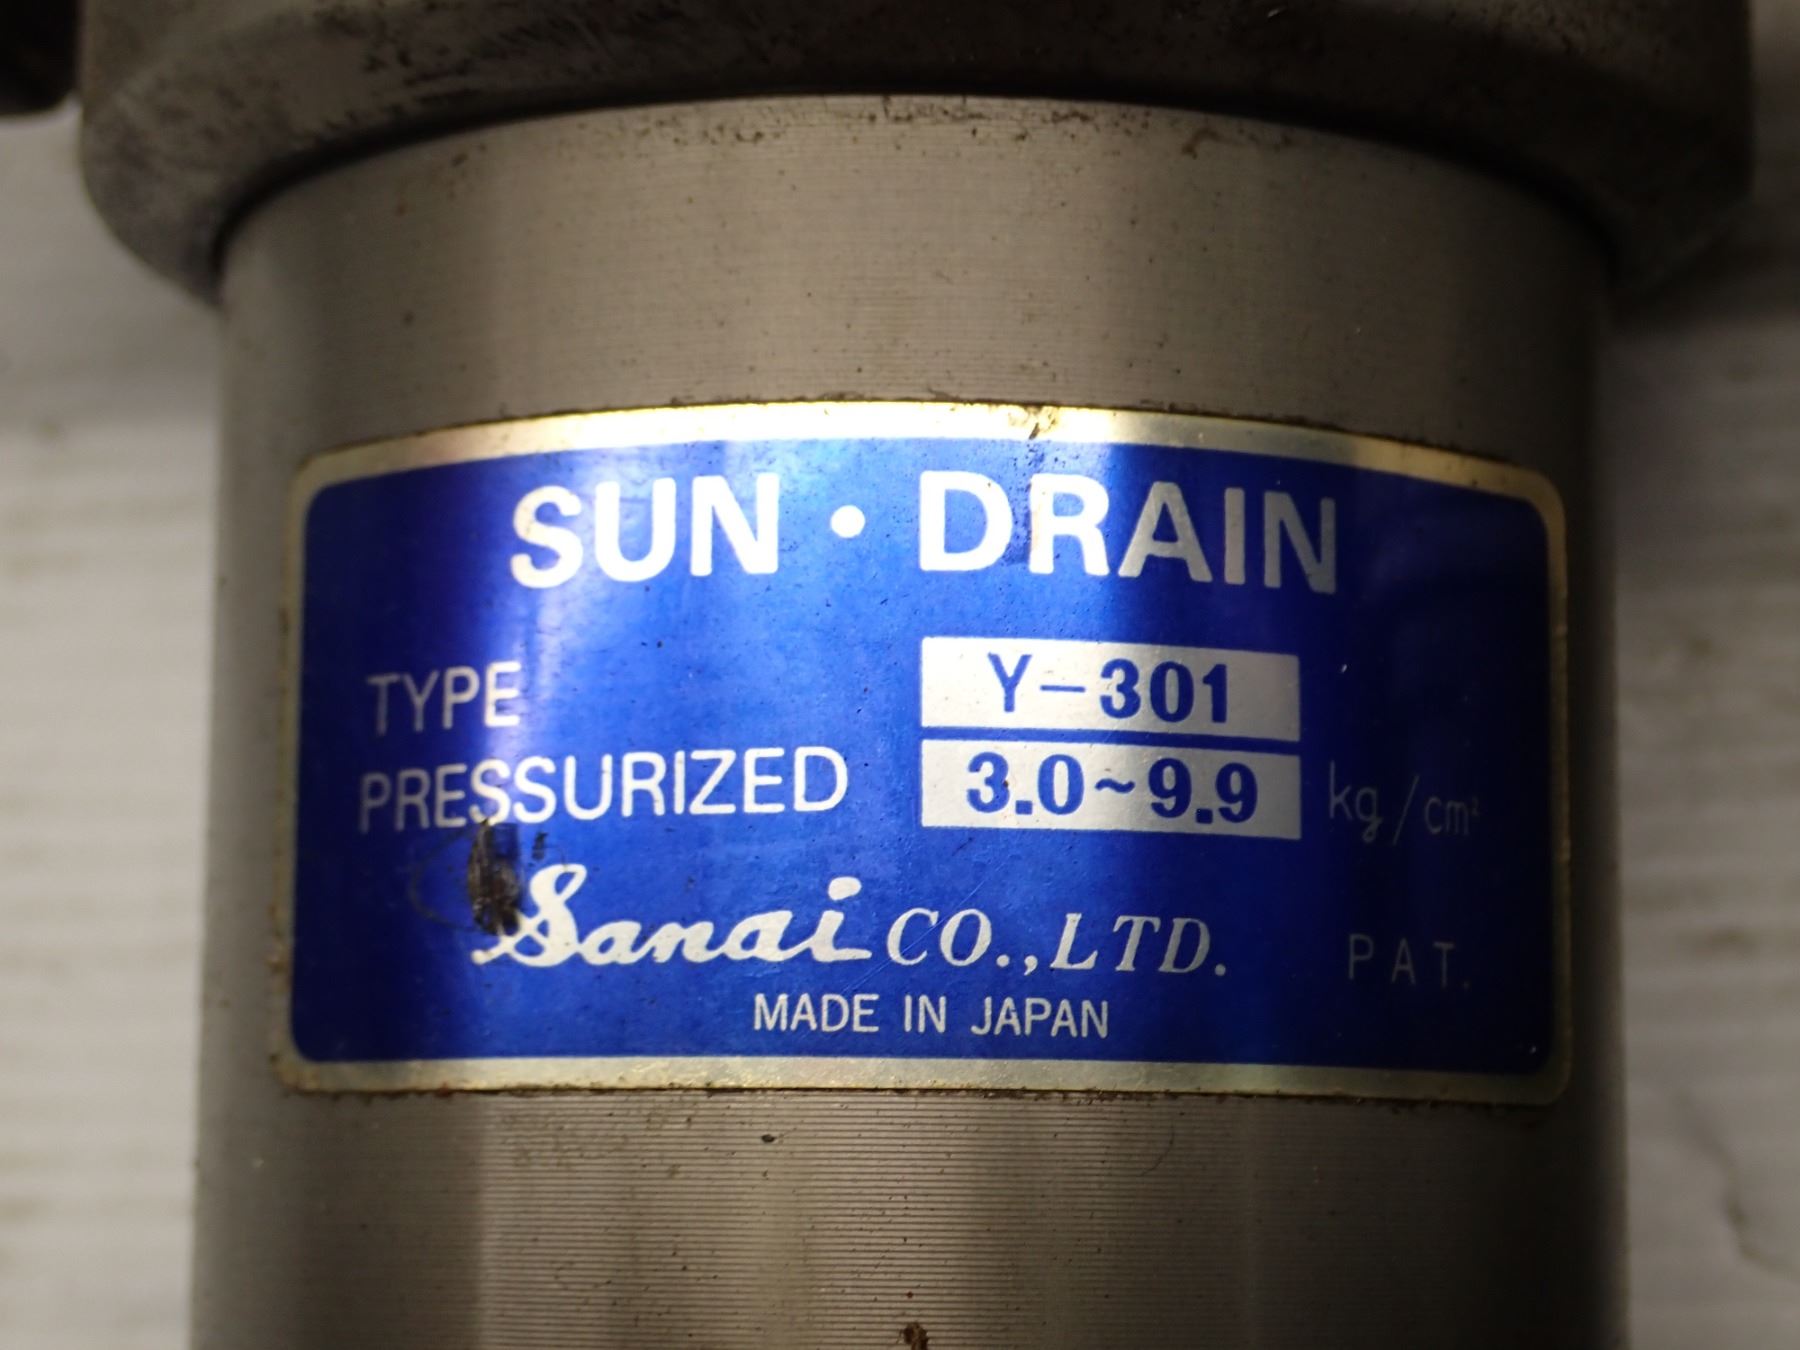 SUN・DRAIN
TYPE Y-301
PRESSURIZED 3.0~9.9 kg/cm²
Sanai CO., LTD. PAT.
MADE IN JAPAN